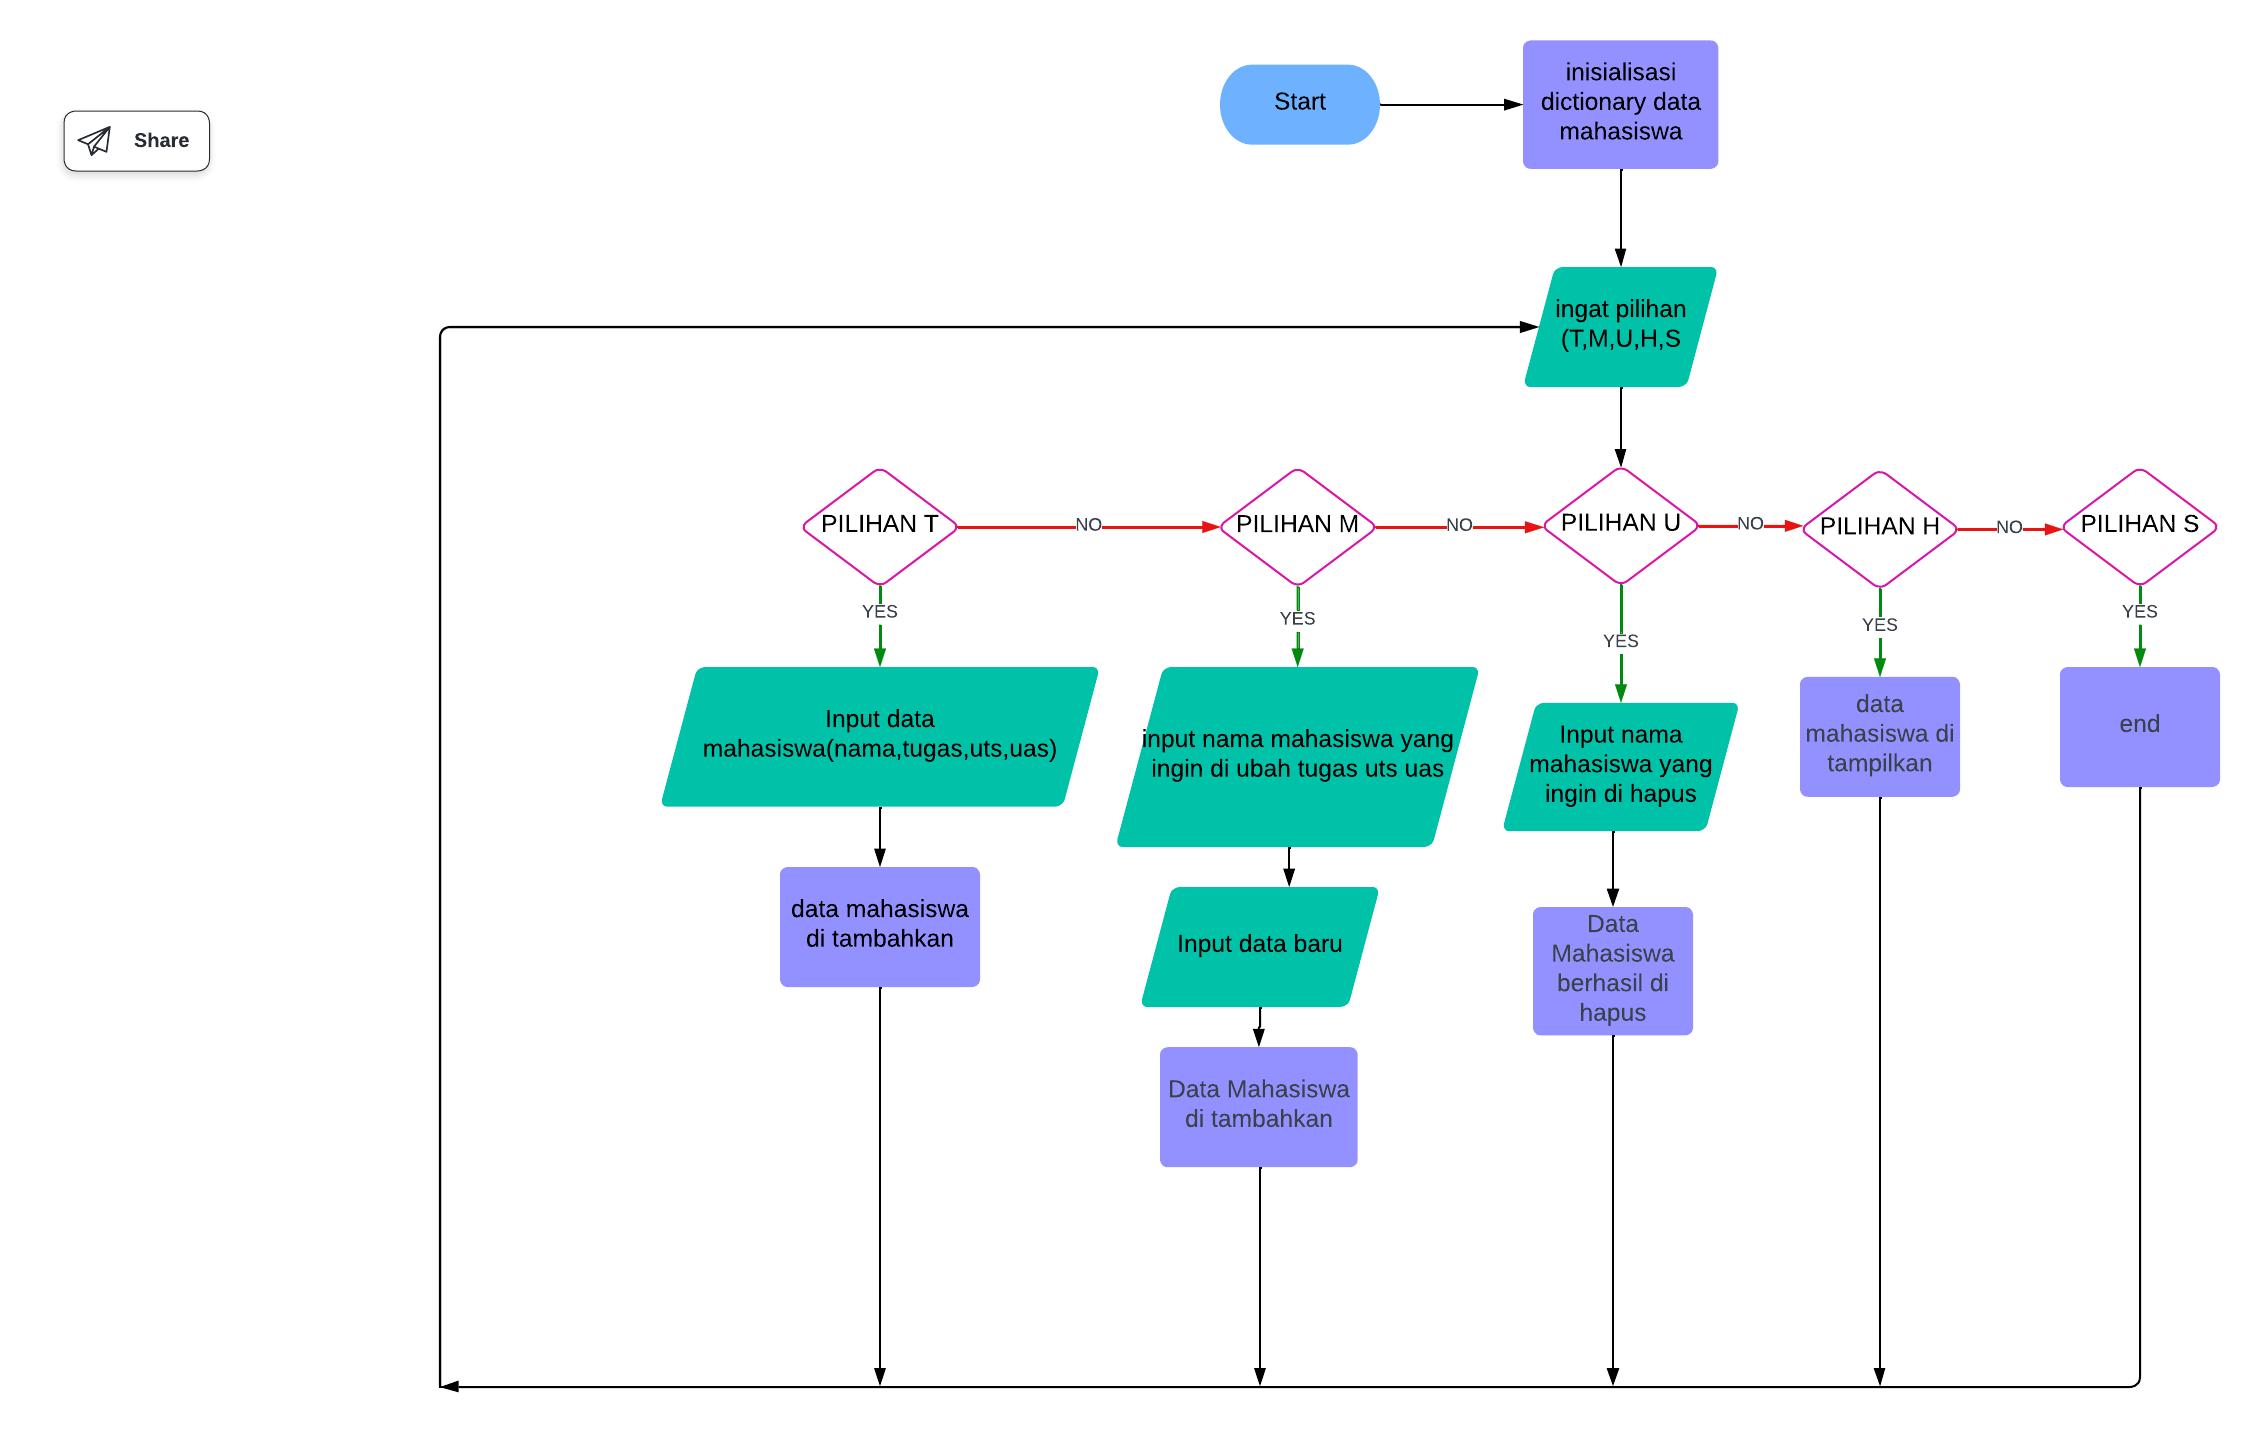 Start
inisialisasi
dictionary data
mahasiswa
Share
ingat pilihan
(T,M,U,H,S
PILIHAN T
NO
PILIHAN M
NO
PILIHAN U
NO
PILIHAN H
NO
PILIHAN S
YES
YES
YES
YES
YES
Input data
mahasiswa(nama,tugas,uts,uas)
input nama mahasiswa yang
ingin di ubah tugas uts uas
Input nama
mahasiswa yang
ingin di hapus
data
mahasiswa di
tampilkan
end
data mahasiswa
di tambahkan
Input data baru
Data
Mahasiswa
berhasil di
hapus
Data Mahasiswa
di tambahkan